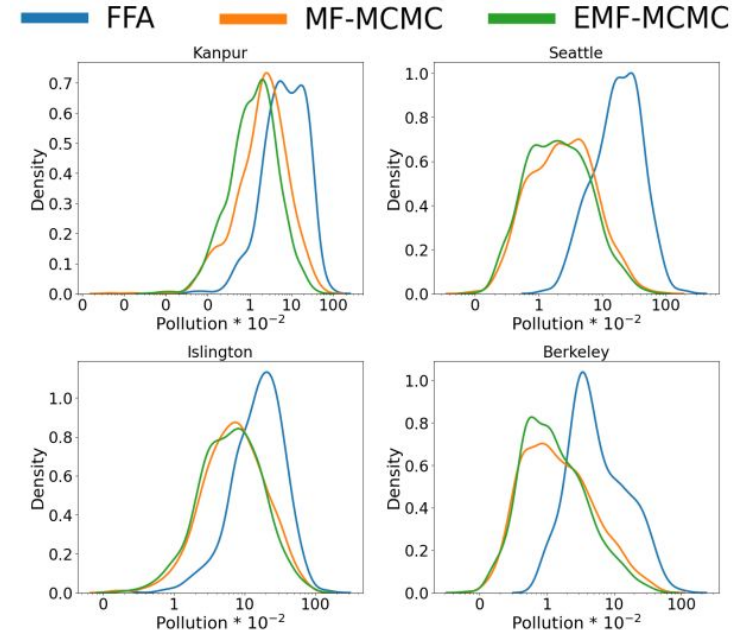 FFA MF-MCMC EMF-MCMC
Kanpur
Density
0.7
0.6
0.5
0.4
0.3
0.2
0.1
0.0
0 0 0 0 1 10 100
Pollution * 10⁻²
Seattle
Density
1.0
0.8
0.6
0.4
0.2
0.0
0 1 10 100
Pollution * 10⁻²
Islington
Density
1.0
0.8
0.6
0.4
0.2
0.0
0 1 10 100
Pollution * 10⁻²
Berkeley
Density
1.0
0.8
0.6
0.4
0.2
0.0
0 1 10 100
Pollution * 10⁻²